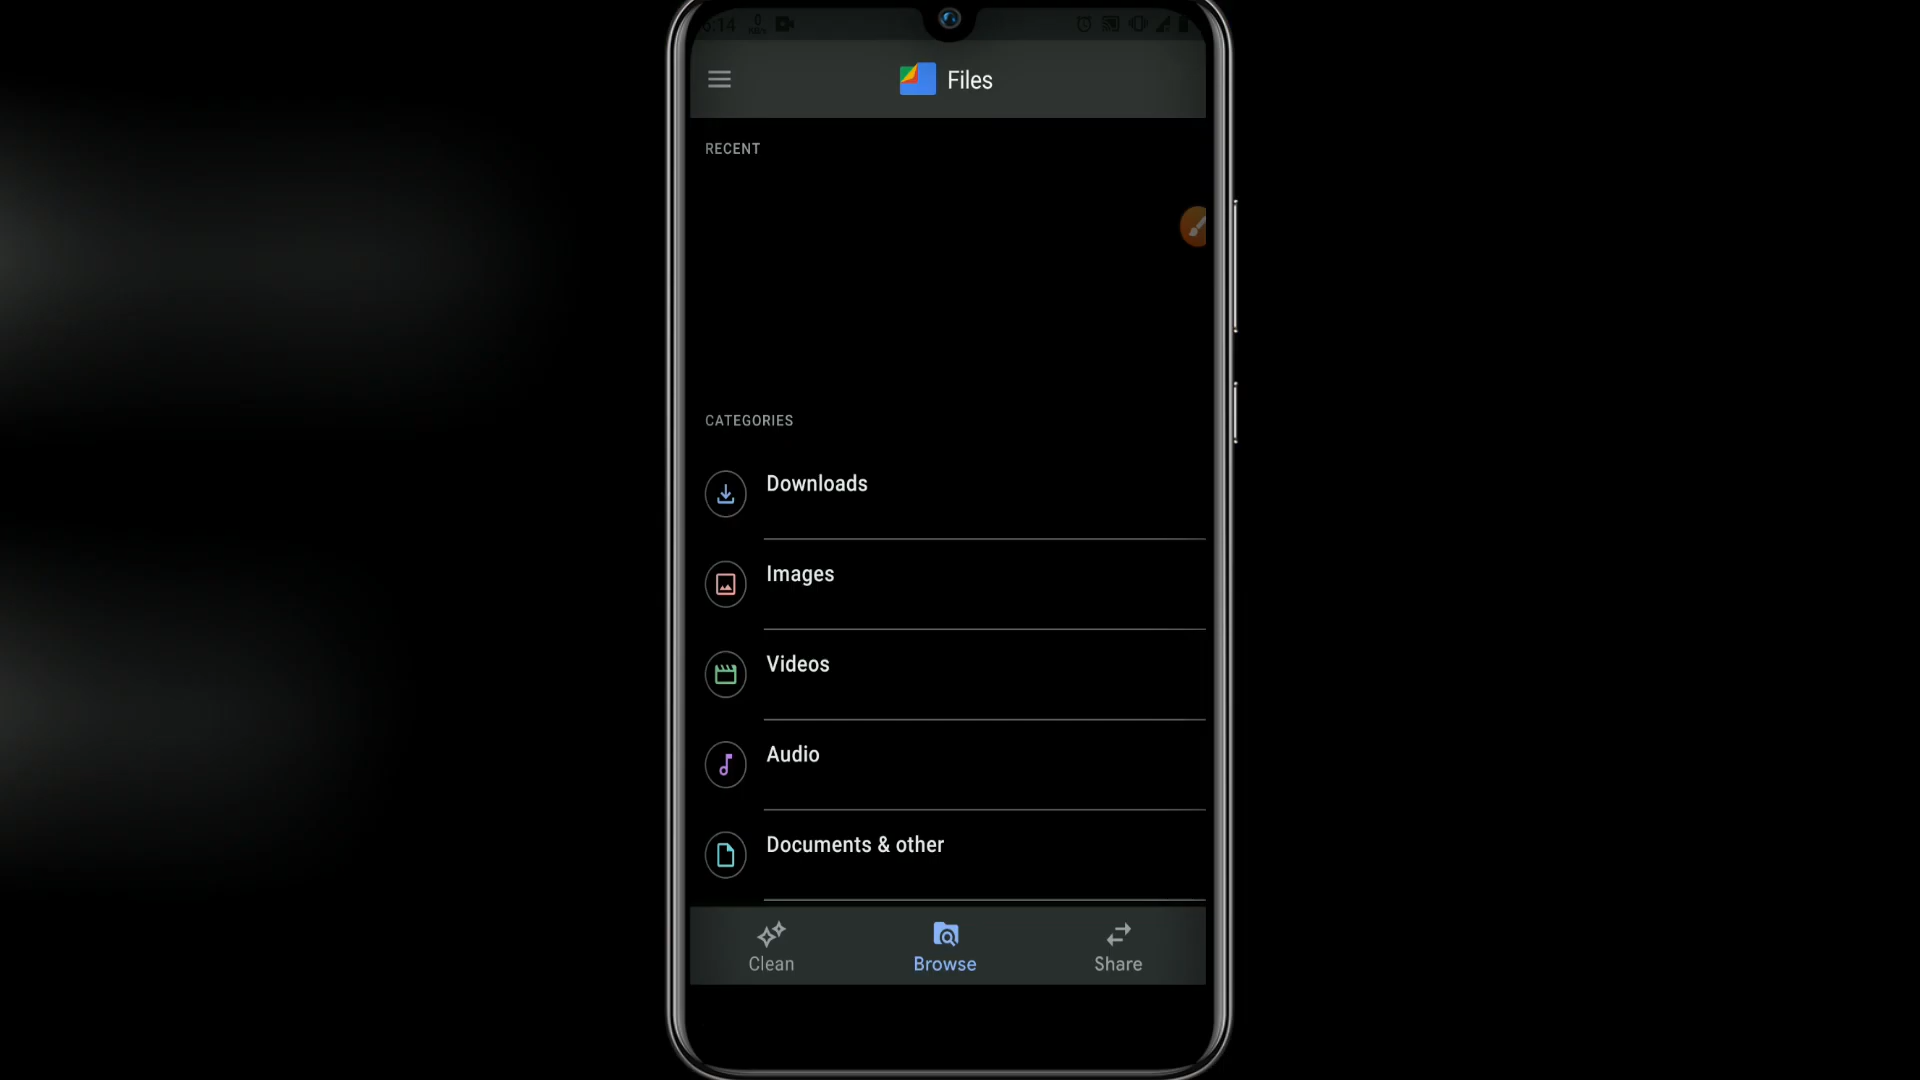 Files
RECENT
CATEGORIES
Downloads
Images
Videos
Audio
Documents & other
Clean
Browse
Share